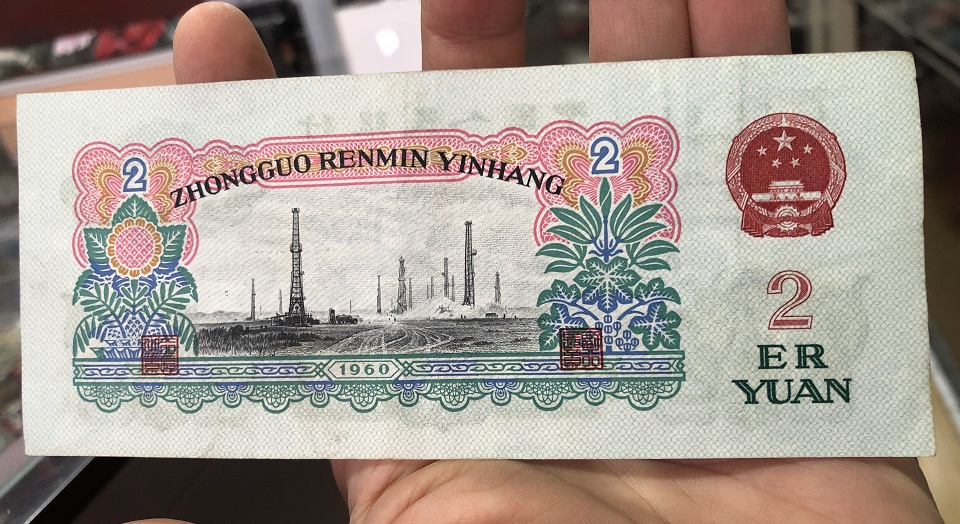 2
2
ZHONGGUO RENMIN YINHANG
1960
2
ER
YUAN